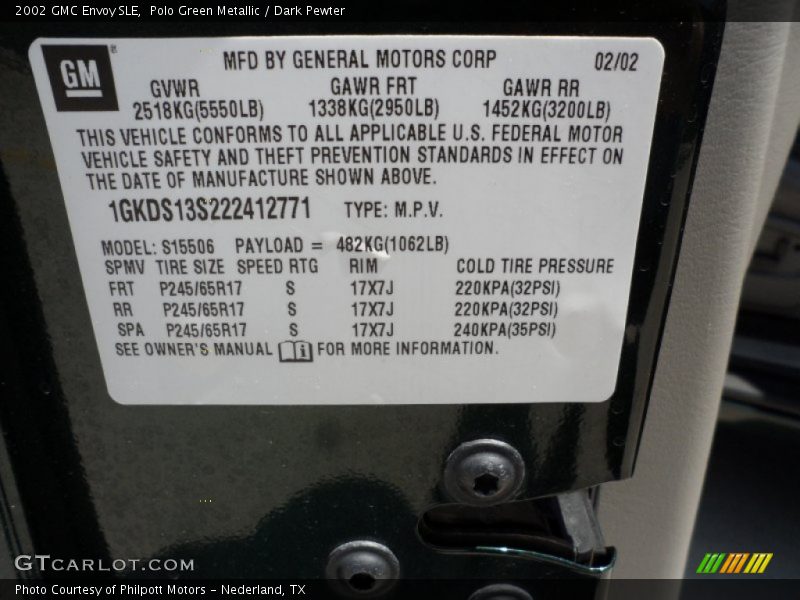 2002 GMC Envoy SLE, Polo Green Metallic / Dark Pewter
GM ®
MFD BY GENERAL MOTORS CORP 02/02
GVWR GAWR FRT GAWR RR
2518KG(5550LB) 1338KG(2950LB) 1452KG(3200LB)
THIS VEHICLE CONFORMS TO ALL APPLICABLE U.S. FEDERAL MOTOR
VEHICLE SAFETY AND THEFT PREVENTION STANDARDS IN EFFECT ON
THE DATE OF MANUFACTURE SHOWN ABOVE.
1GKDS13S222412771 TYPE: M.P.V.
MODEL: S15506 PAYLOAD = 482KG(1062LB)
SPMV TIRE SIZE SPEED RTG RIM COLD TIRE PRESSURE
FRT P245/65R17 S 17X7J 220KPA(32PSI)
RR P245/65R17 S 17X7J 220KPA(32PSI)
SPA P245/65R17 S 17X7J 240KPA(35PSI)
SEE OWNER'S MANUAL FOR MORE INFORMATION.
GTCARLOT.COM
Photo Courtesy of Philpott Motors - Nederland, TX